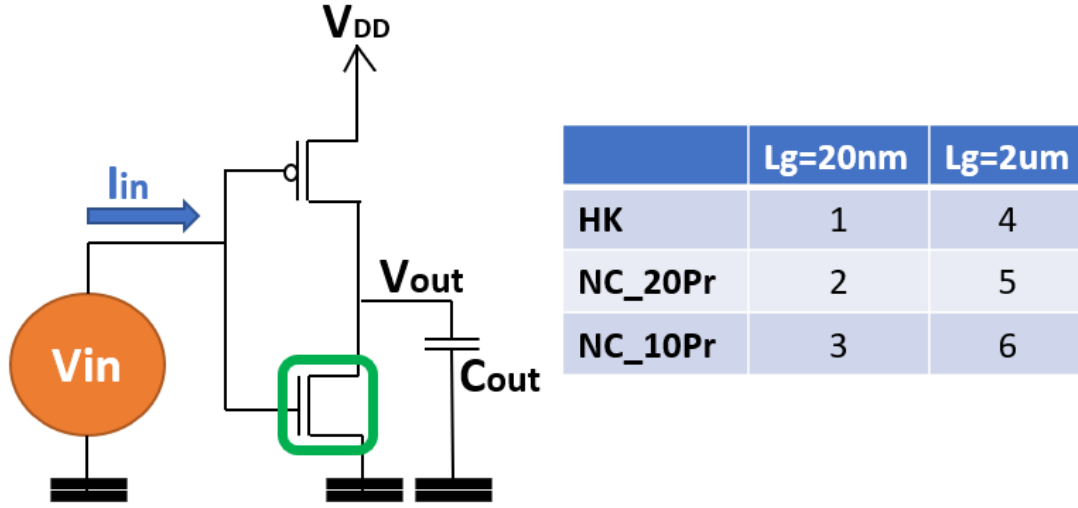 VDD
Iin
Vin
Vout
Cout
Lg=20nm Lg=2um
HK 1 4
NC_20Pr 2 5
NC_10Pr 3 6